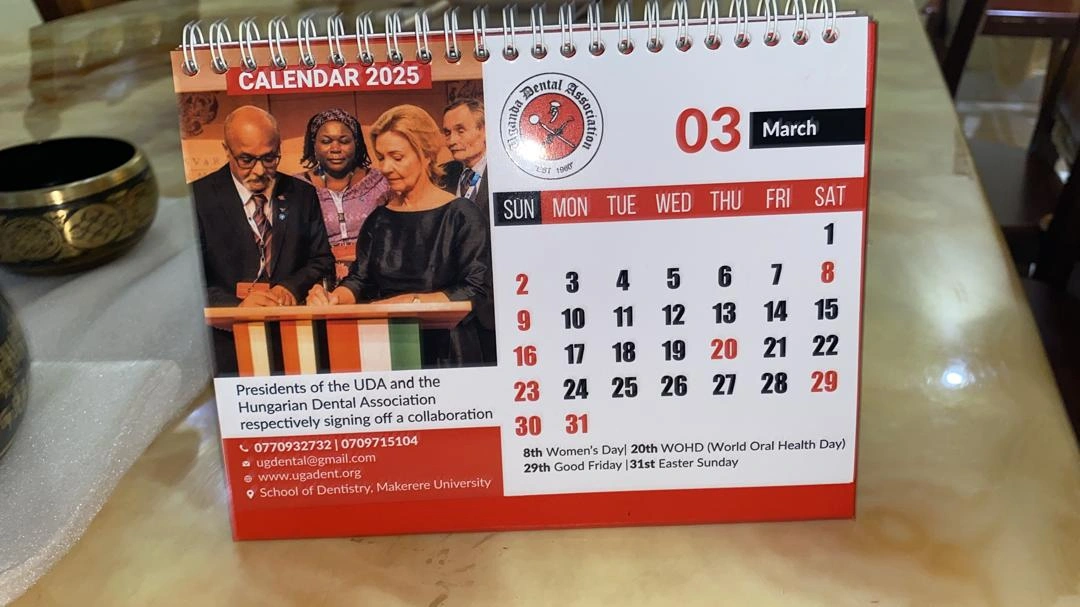 CALENDAR 2025
Uganda Dental Association
EST 1960
03 March
SUN MON TUE WED THU FRI SAT
1
2 3 4 5 6 7 8
9 10 11 12 13 14 15
16 17 18 19 20 21 22
23 24 25 26 27 28 29
30 31
8th Women's Day| 20th WOHD (World Oral Health Day)
29th Good Friday |31st Easter Sunday
Presidents of the UDA and the
Hungarian Dental Association
respectively signing off a collaboration
0770932732 | 0709715104
ugdental@gmail.com
www.ugadent.org
School of Dentistry, Makerere University